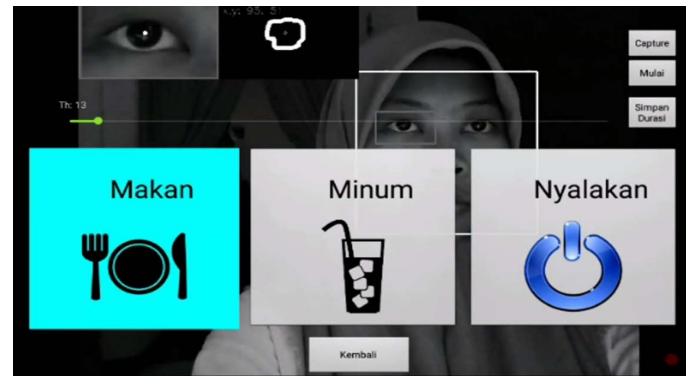 x,y: 95, 5
Capture
Mulai
Th: 13
Simpan
Durasi
Makan
Minum
Nyalakan
Kembali